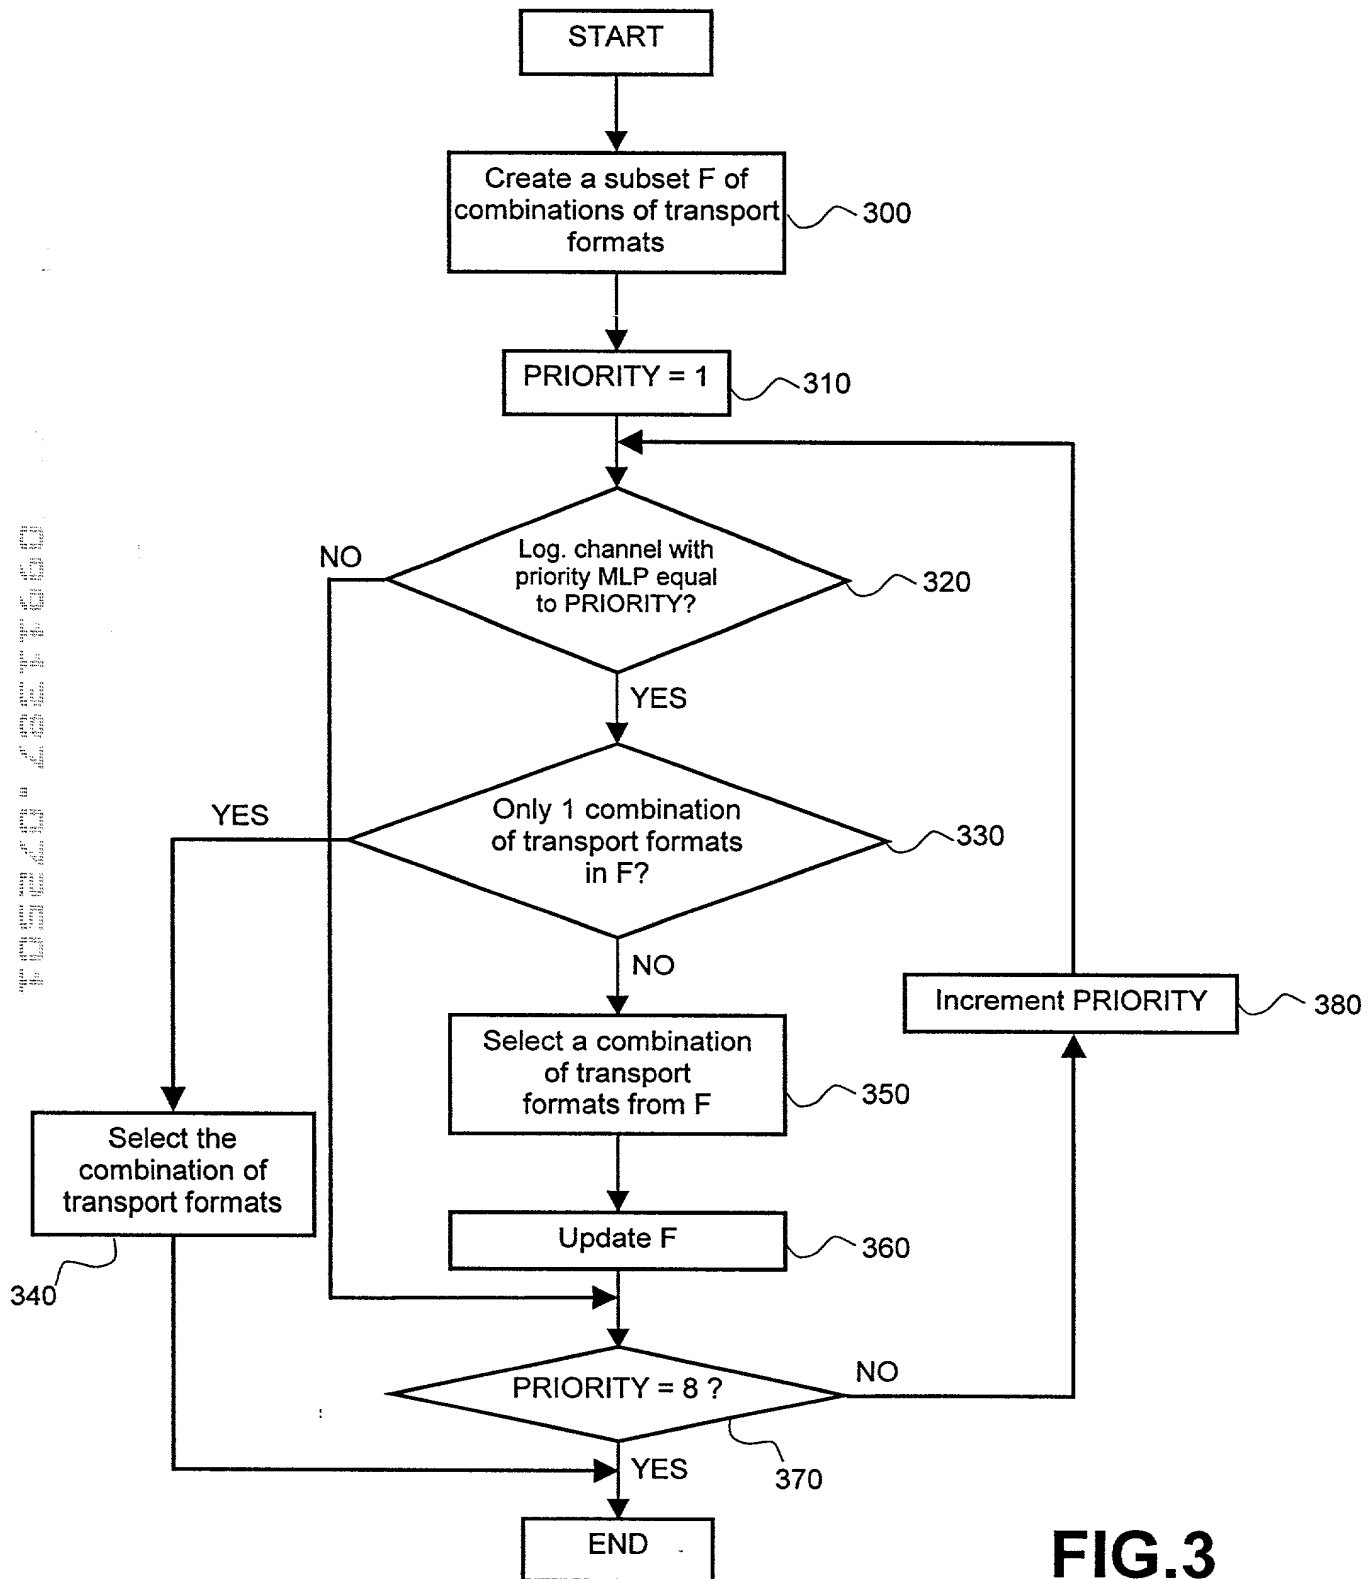 START
Create a subset F of
combinations of transport
formats
300
PRIORITY = 1
310
NO
Log. channel with
priority MLP equal
to PRIORITY?
320
YES
YES
Only 1 combination
of transport formats
in F?
330
NO
Increment PRIORITY
380
Select a combination
of transport
formats from F
350
Select the
combination of
transport formats
340
Update F
360
PRIORITY = 8 ?
NO
370
YES
END
FIG.3